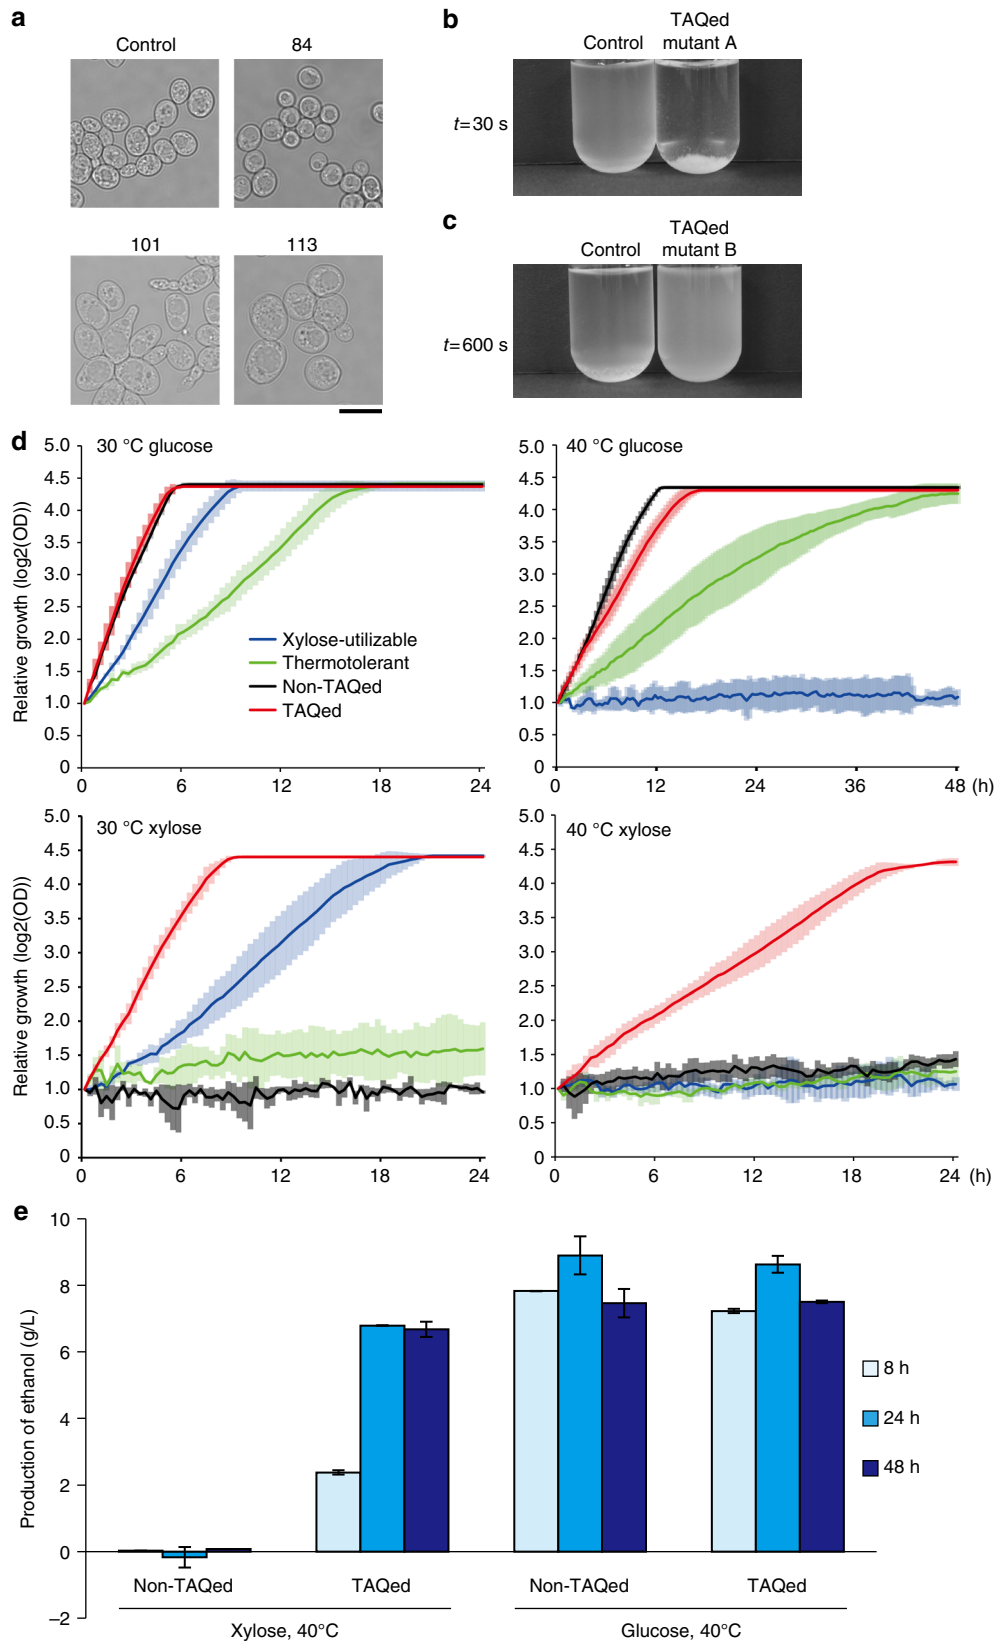 a
Control
84
101
113
b
Control
TAQed
mutant A
t=30 s
c
Control
TAQed
mutant B
t=600 s
d
30 °C glucose
Relative growth (log2(OD))
5.0
4.5
4.0
3.5
3.0
2.5
2.0
1.5
1.0
0.5
0
0 6 12 18 24
Xylose-utilizable
Thermotolerant
Non-TAQed
TAQed
40 °C glucose
5.0
4.5
4.0
3.5
3.0
2.5
2.0
1.5
1.0
0.5
0
0 12 24 36 48 (h)
30 °C xylose
Relative growth (log2(OD))
5.0
4.5
4.0
3.5
3.0
2.5
2.0
1.5
1.0
0.5
0
0 6 12 18 24
40 °C xylose
5.0
4.5
4.0
3.5
3.0
2.5
2.0
1.5
1.0
0.5
0
0 6 12 18 24 (h)
e
Production of ethanol (g/L)
10
8
6
4
2
0
–2
8 h
24 h
48 h
Non-TAQed TAQed Non-TAQed TAQed
Xylose, 40°C Glucose, 40°C